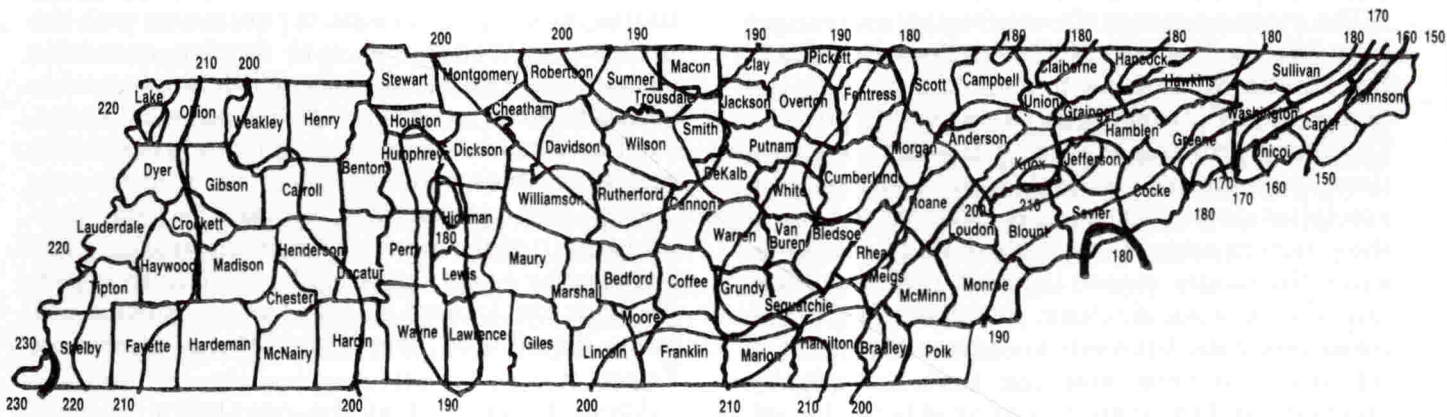 170
200 200 190 190 190 180 180 180 180 180 180 160 150
210 200
Stewart Montgomery Robertson Sumner Macon Clay Pickett Scott Campbell Claiborne Hancock Sullivan
Lake Obion Weakley Henry Houston Cheatham Trousdale Jackson Overton Fentress Union Grainger Hawkins Washington Johnson
220
Humphreys Dickson Davidson Wilson Smith Putnam Morgan Anderson Hamblen Greene Carter
Dyer Gibson Carroll Benton DeKalb White Cumberland Knox Jefferson Unicoi
Crockett Williamson Rutherford Cannon Roane 210 Cocke 170 160 150
Lauderdale Hickman Warren Van Buren Bledsoe 200 Loudon Blount Sevier 180 170
220 Haywood Madison Henderson Decatur Perry 180 Maury Rhea 180
Tipton Chester Lewis Marshall Bedford Coffee Grundy Sequatchie Meigs McMinn Monroe
Moore
230 Shelby Fayette Hardeman McNairy Hardin Wayne Lawrence Giles Lincoln Franklin Marion Hamilton Bradley Polk 190
230 220 210 200 190 200 210 210 200